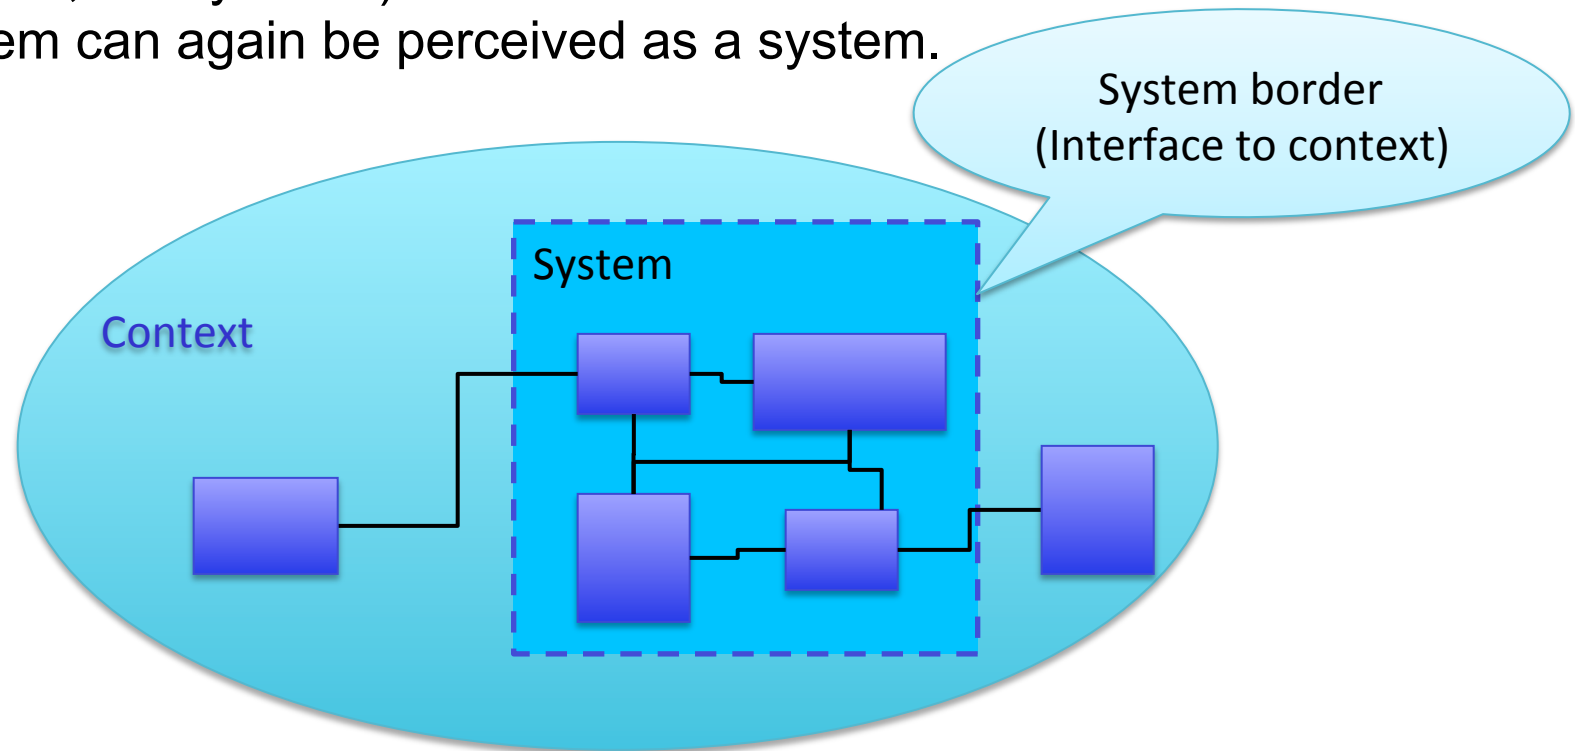 em can again be perceived as a system.
System border
(Interface to context)
System
Context